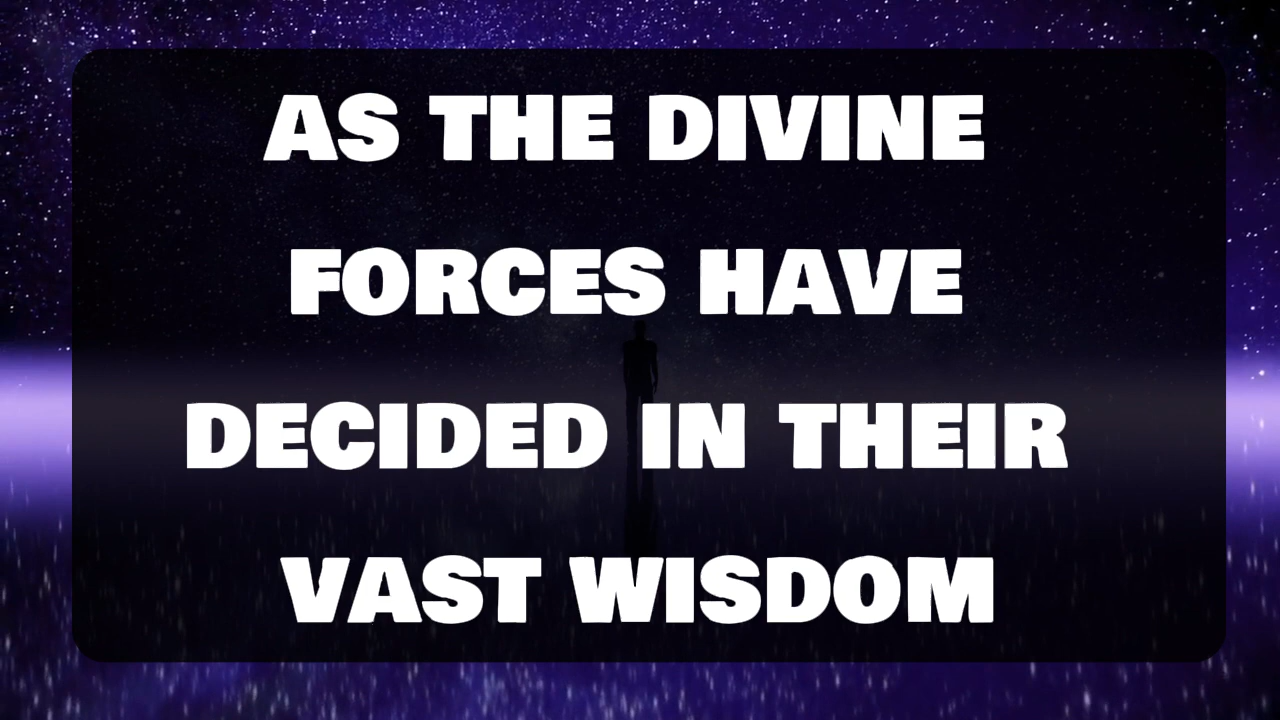 AS THE DIVINE
FORCES HAVE
DECIDED IN THEIR
VAST WISDOM